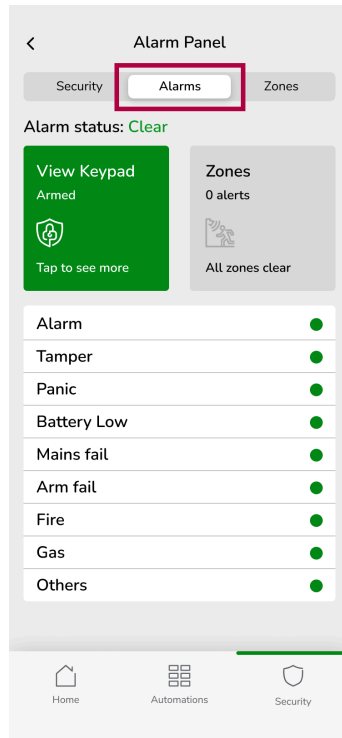 Alarm Panel
Security Alarms Zones
Alarm status: Clear
View Keypad
Armed
Tap to see more
Zones
0 alerts
All zones clear
Alarm
Tamper
Panic
Battery Low
Mains fail
Arm fail
Fire
Gas
Others
Home Automations Security